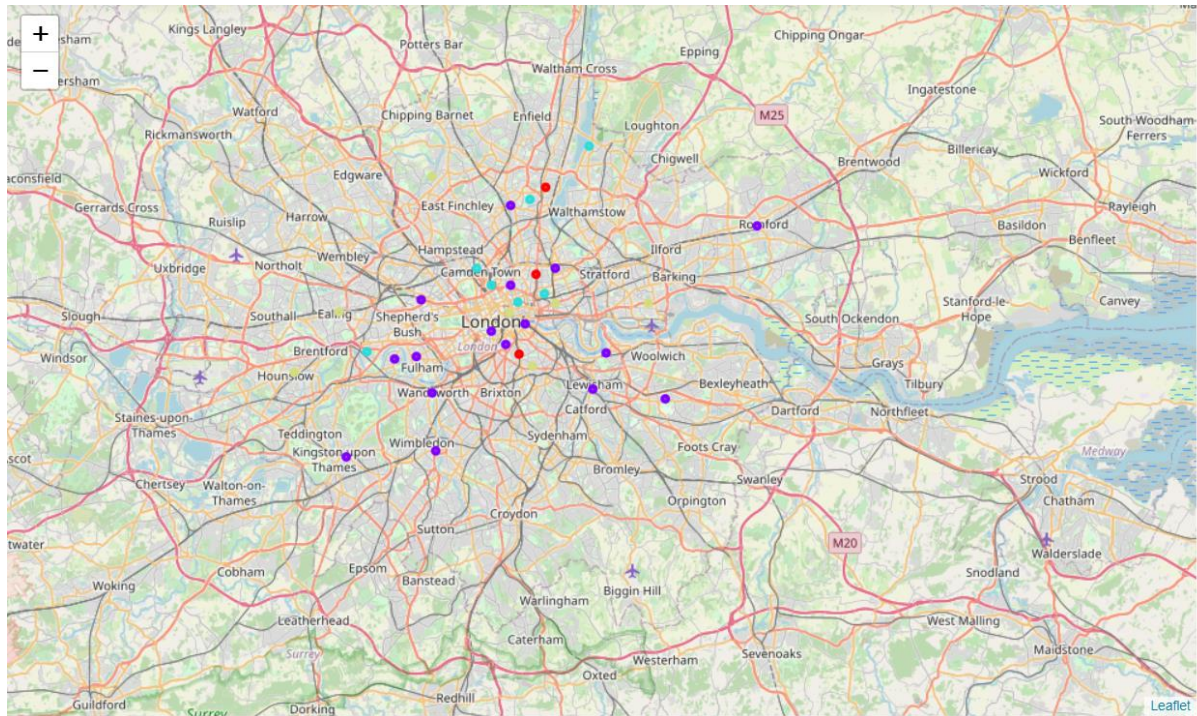 +
−
Kings Langley
Chipping Ongar
Potters Bar
Epping
Waltham Cross
Ingatestone
Watford
Chipping Barnet
Enfield
M25
Loughton
South Woodham
Ferrers
Rickmansworth
Chigwell
Brentwood
Billericay
Edgware
Wickford
aconsfield
Gerrards Cross
East Finchley
Walthamstow
Rayleigh
Ruislip
Harrow
Romford
Basildon
Benfleet
Hampstead
Ilford
Uxbridge
Northolt
Wembley
Camden Town
Stratford
Barking
Stanford-le-
Hope
Canvey
Slough
Southall
Ealing
Shepherd's
Bush
London
South Ockendon
London
Windsor
Brentford
Woolwich
Grays
Hounslow
Fulham
Tilbury
Wandsworth
Brixton
Lewisham
Bexleyheath
Staines-upon-
Thames
Catford
Dartford
Northfleet
Teddington
Wimbledon
Sydenham
Foots Cray
Kingston upon
Thames
Medway
scot
Chertsey
Walton-on-
Thames
Bromley
Swanley
Strood
Orpington
Chatham
Croydon
Sutton
twater
M20
Walderslade
Cobham
Epsom
Banstead
Snodland
Woking
Biggin Hill
Warlingham
Leatherhead
West Malling
Caterham
Surrey
Westerham
Sevenoaks
Maidstone
Oxted
Guildford
Surrey
Dorking
Redhill
Leaflet